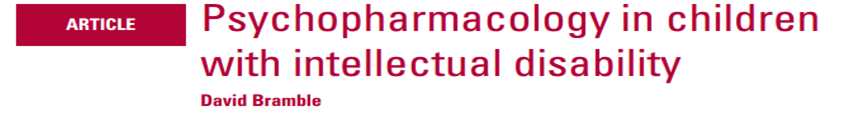 ARTICLE
Psychopharmacology in children
with intellectual disability
David Bramble